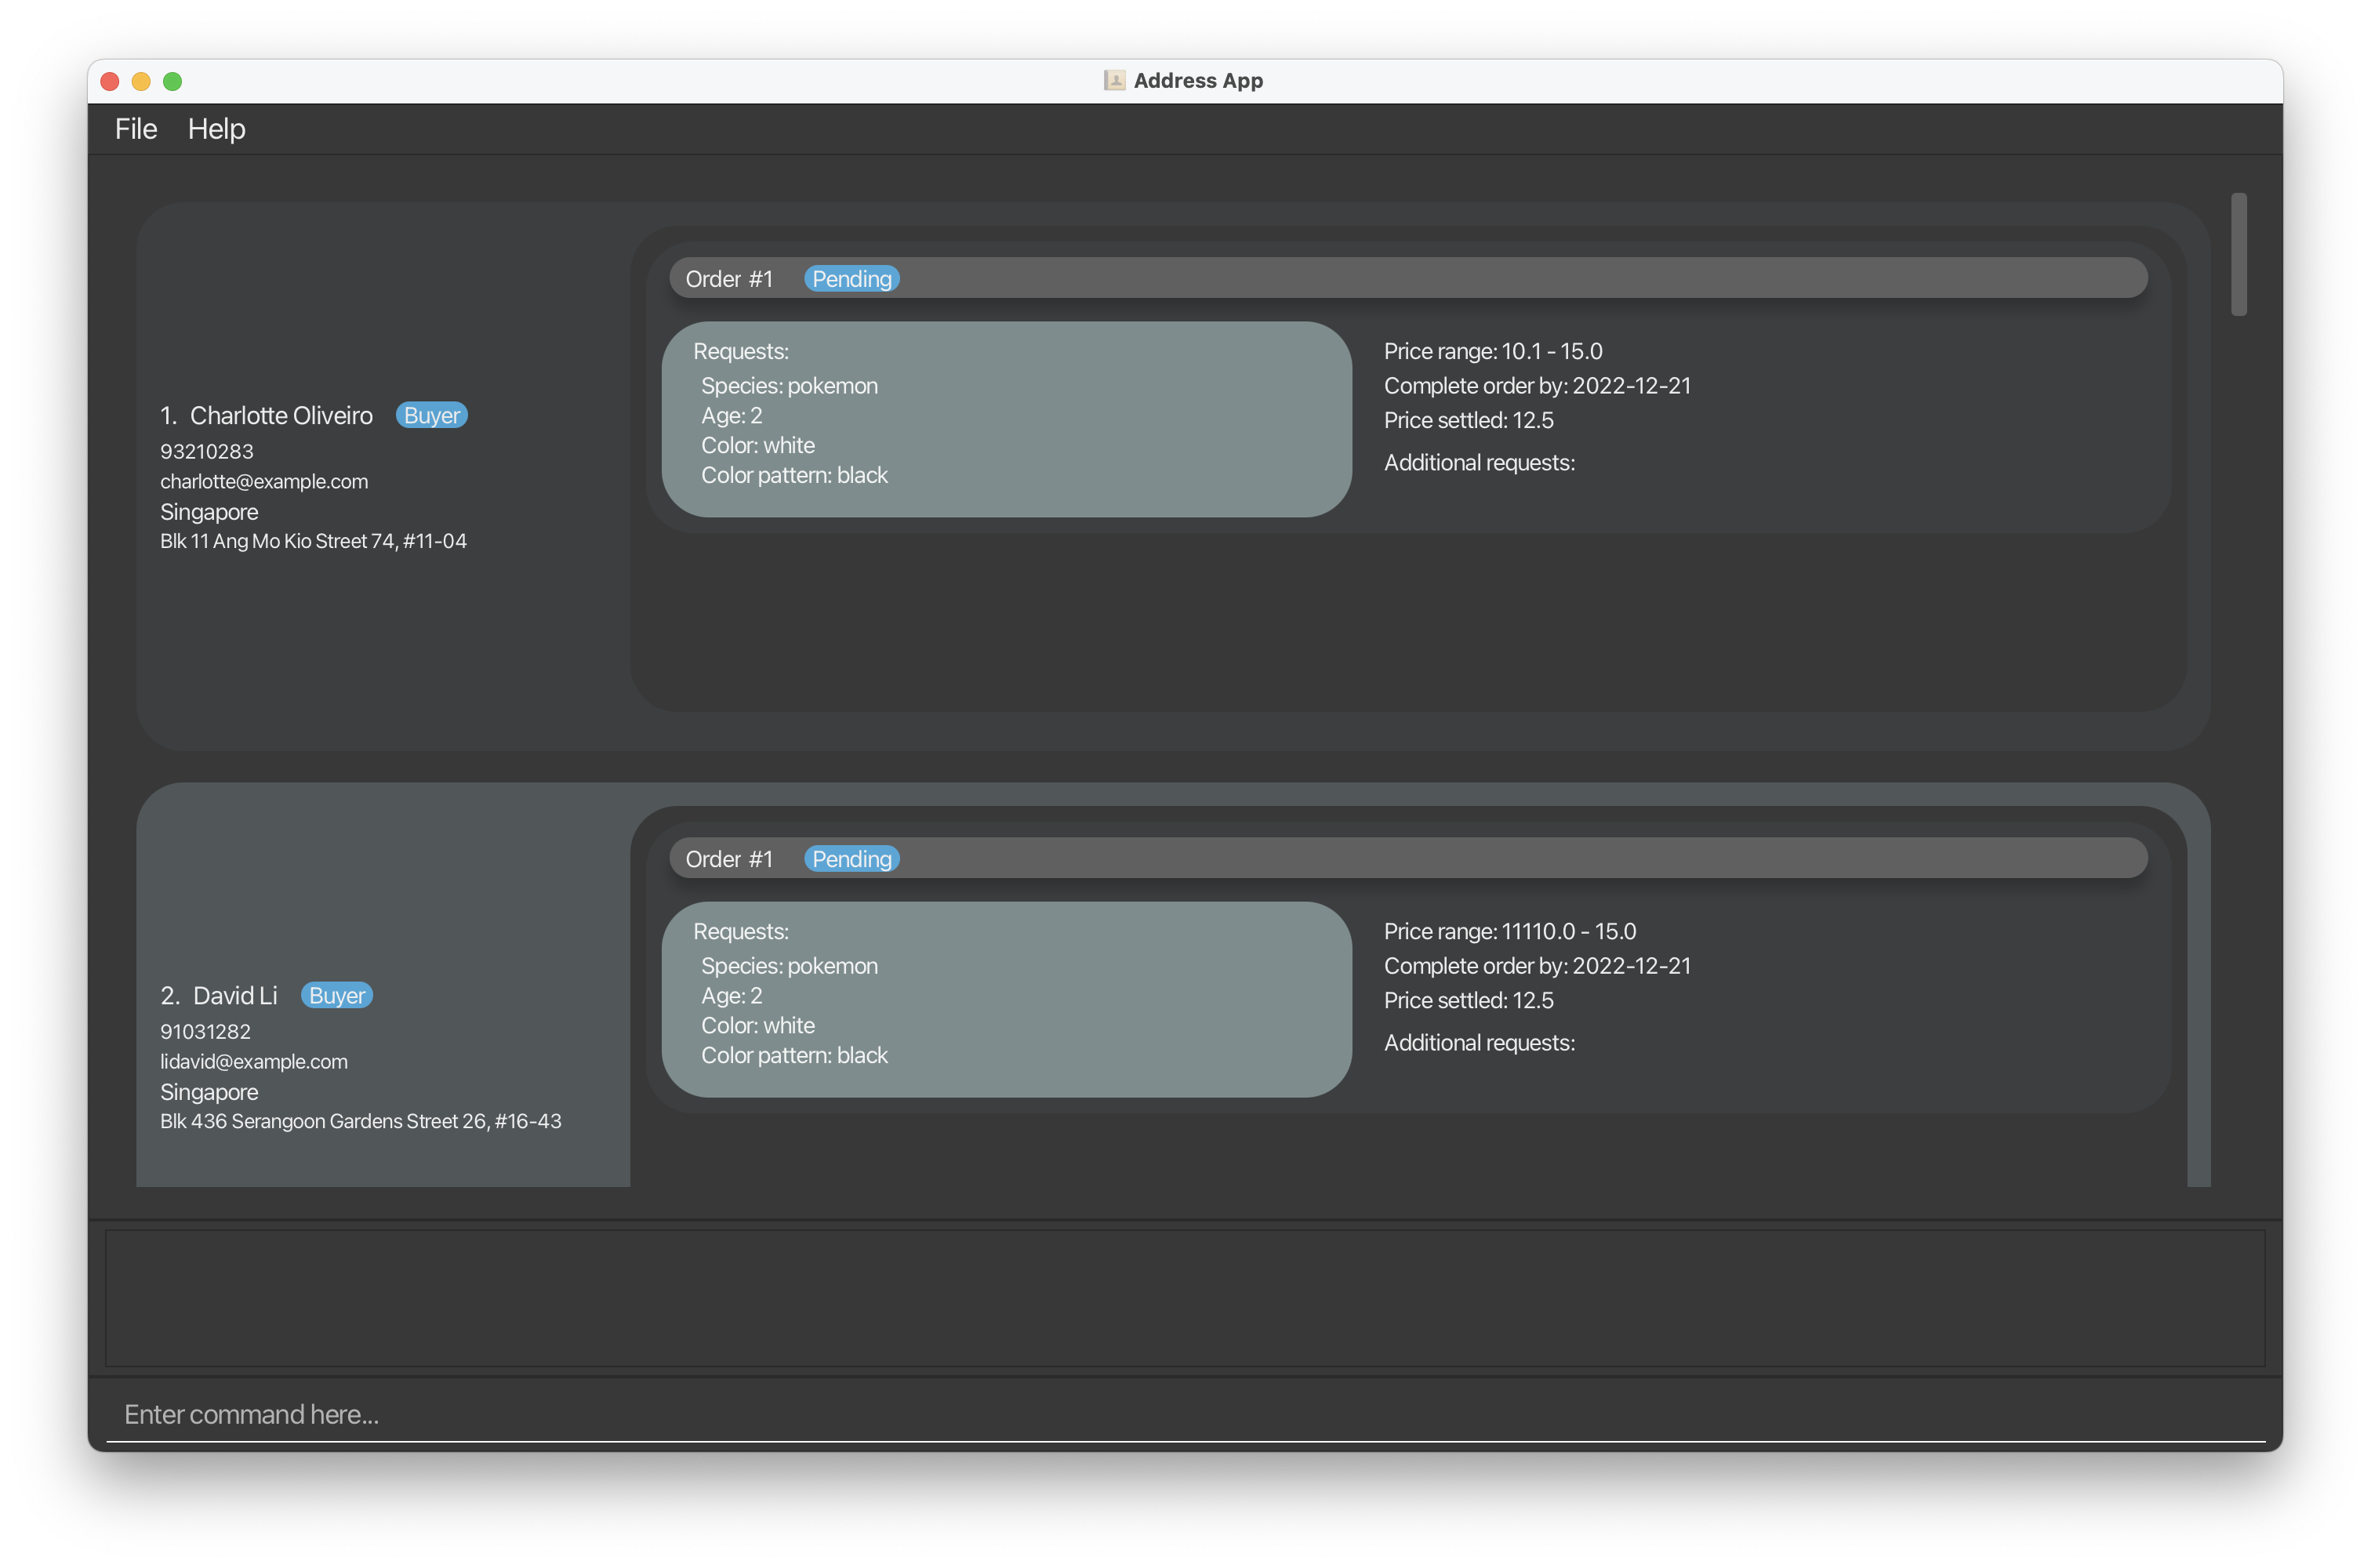 Address App
File Help
Order #1 Pending
Requests:
Species: pokemon
Age: 2
Color: white
Color pattern: black
Price range: 10.1 - 15.0
Complete order by: 2022-12-21
Price settled: 12.5
Additional requests:
1. Charlotte Oliveiro Buyer
93210283
charlotte@example.com
Singapore
Blk 11 Ang Mo Kio Street 74, #11-04
Order #1 Pending
Requests:
Species: pokemon
Age: 2
Color: white
Color pattern: black
Price range: 11110.0 - 15.0
Complete order by: 2022-12-21
Price settled: 12.5
Additional requests:
2. David Li Buyer
91031282
lidavid@example.com
Singapore
Blk 436 Serangoon Gardens Street 26, #16-43
Enter command here...